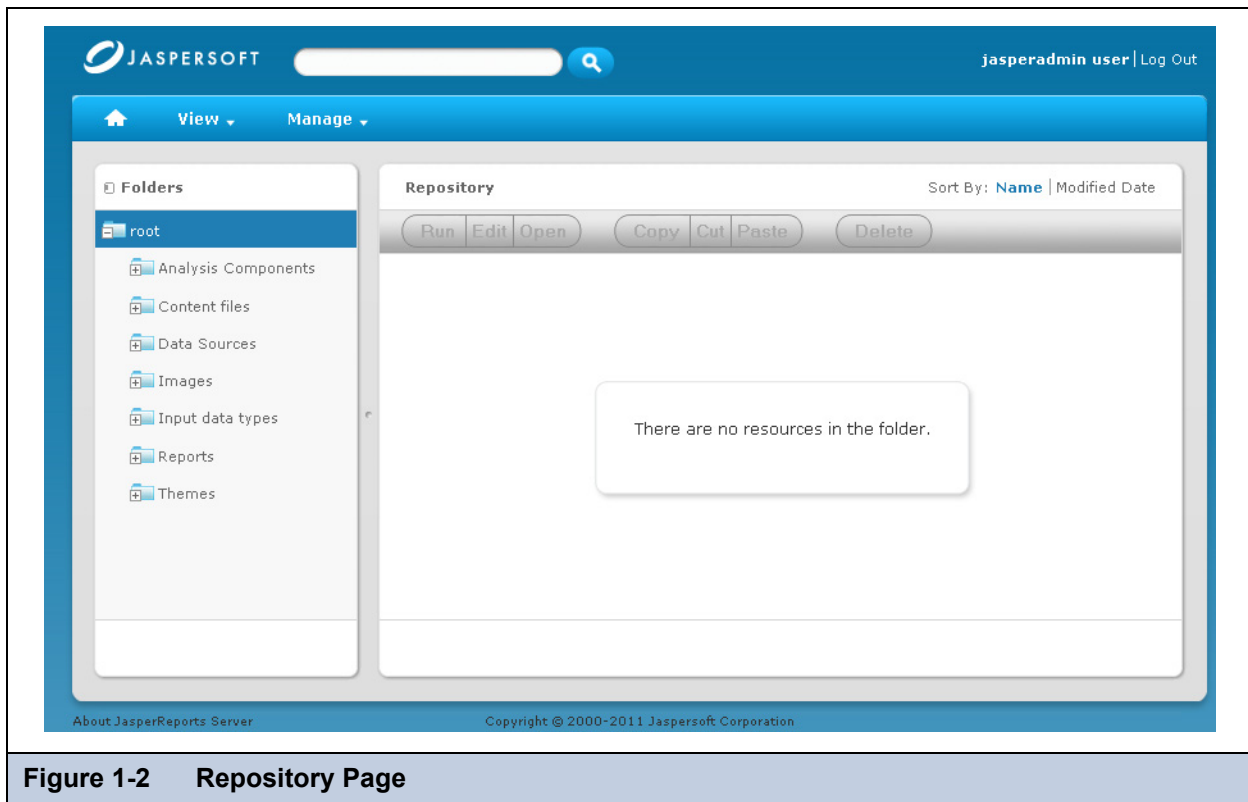 JASPERSOFT
jasperadmin user | Log Out
View Manage
Folders
root
Analysis Components
Content files
Data Sources
Images
Input data types
Reports
Themes
Repository
Sort By: Name | Modified Date
Run Edit Open Copy Cut Paste Delete
There are no resources in the folder.
About JasperReports Server
Copyright © 2000-2011 Jaspersoft Corporation
Figure 1-2 Repository Page